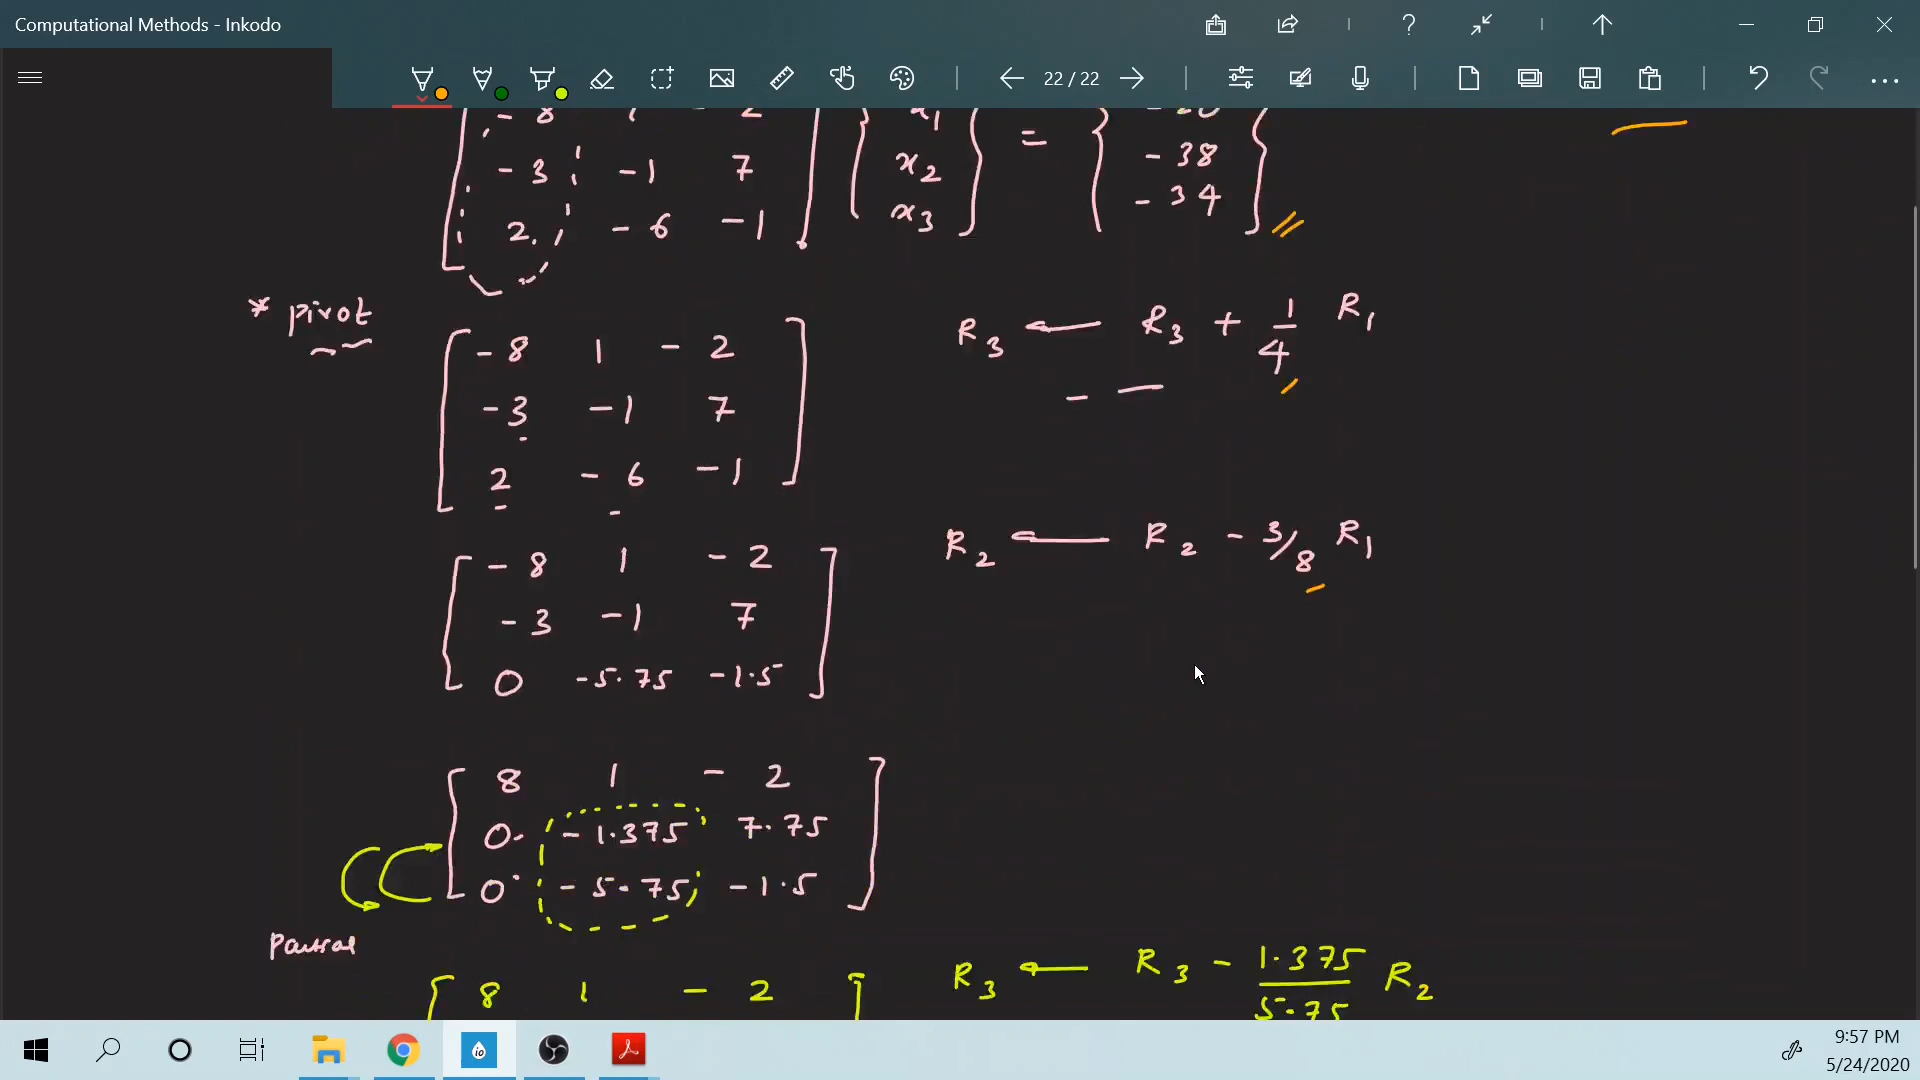 Computational Methods - Inkodo
22 / 22
- 8 1 - 2 x1 = - 20
- 3 -1 7 x2 - 38
2 - 6 -1 x3 - 34
* pivot
R3 ← R3 + 1/4 R1
- 8 1 - 2
- 3 -1 7
2 - 6 -1
R2 ← R2 - 3/8 R1
- 8 1 - 2
- 3 -1 7
0 -5.75 -1.5
8 1 - 2
0 - 1.375 7.75
0 - 5.75 -1.5
Partial
R3 ← R3 - 1.375/5.75 R2
8 1 - 2
9:57 PM
5/24/2020